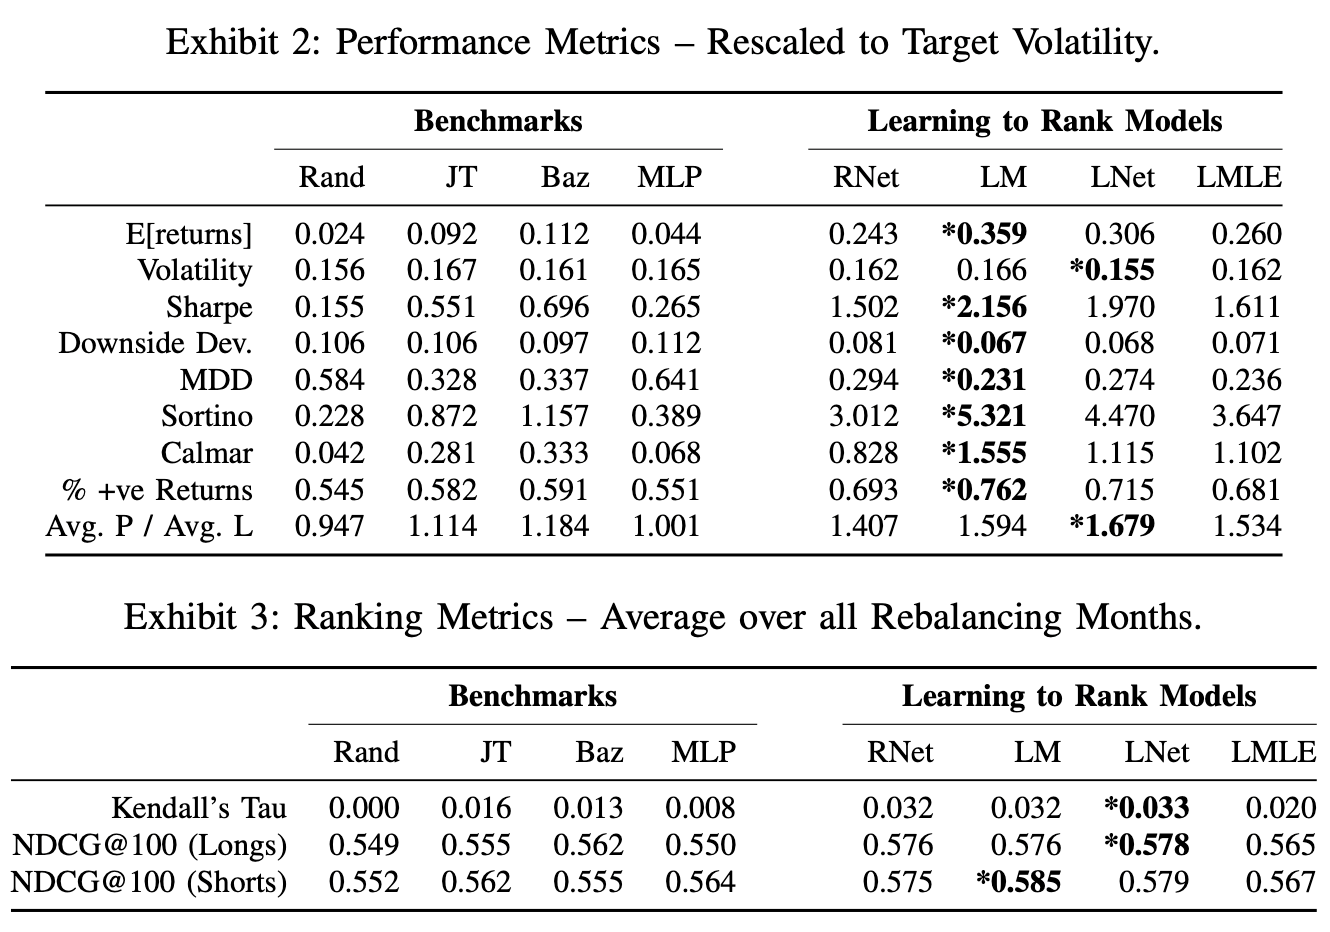 Exhibit 2: Performance Metrics – Rescaled to Target Volatility.
Benchmarks Learning to Rank Models
Rand JT Baz MLP RNet LM LNet LMLE
E[returns] 0.024 0.092 0.112 0.044 0.243 *0.359 0.306 0.260
Volatility 0.156 0.167 0.161 0.165 0.162 0.166 *0.155 0.162
Sharpe 0.155 0.551 0.696 0.265 1.502 *2.156 1.970 1.611
Downside Dev. 0.106 0.106 0.097 0.112 0.081 *0.067 0.068 0.071
MDD 0.584 0.328 0.337 0.641 0.294 *0.231 0.274 0.236
Sortino 0.228 0.872 1.157 0.389 3.012 *5.321 4.470 3.647
Calmar 0.042 0.281 0.333 0.068 0.828 *1.555 1.115 1.102
% +ve Returns 0.545 0.582 0.591 0.551 0.693 *0.762 0.715 0.681
Avg. P / Avg. L 0.947 1.114 1.184 1.001 1.407 1.594 *1.679 1.534
Exhibit 3: Ranking Metrics – Average over all Rebalancing Months.
Benchmarks Learning to Rank Models
Rand JT Baz MLP RNet LM LNet LMLE
Kendall's Tau 0.000 0.016 0.013 0.008 0.032 0.032 *0.033 0.020
NDCG@100 (Longs) 0.549 0.555 0.562 0.550 0.576 0.576 *0.578 0.565
NDCG@100 (Shorts) 0.552 0.562 0.555 0.564 0.575 *0.585 0.579 0.567